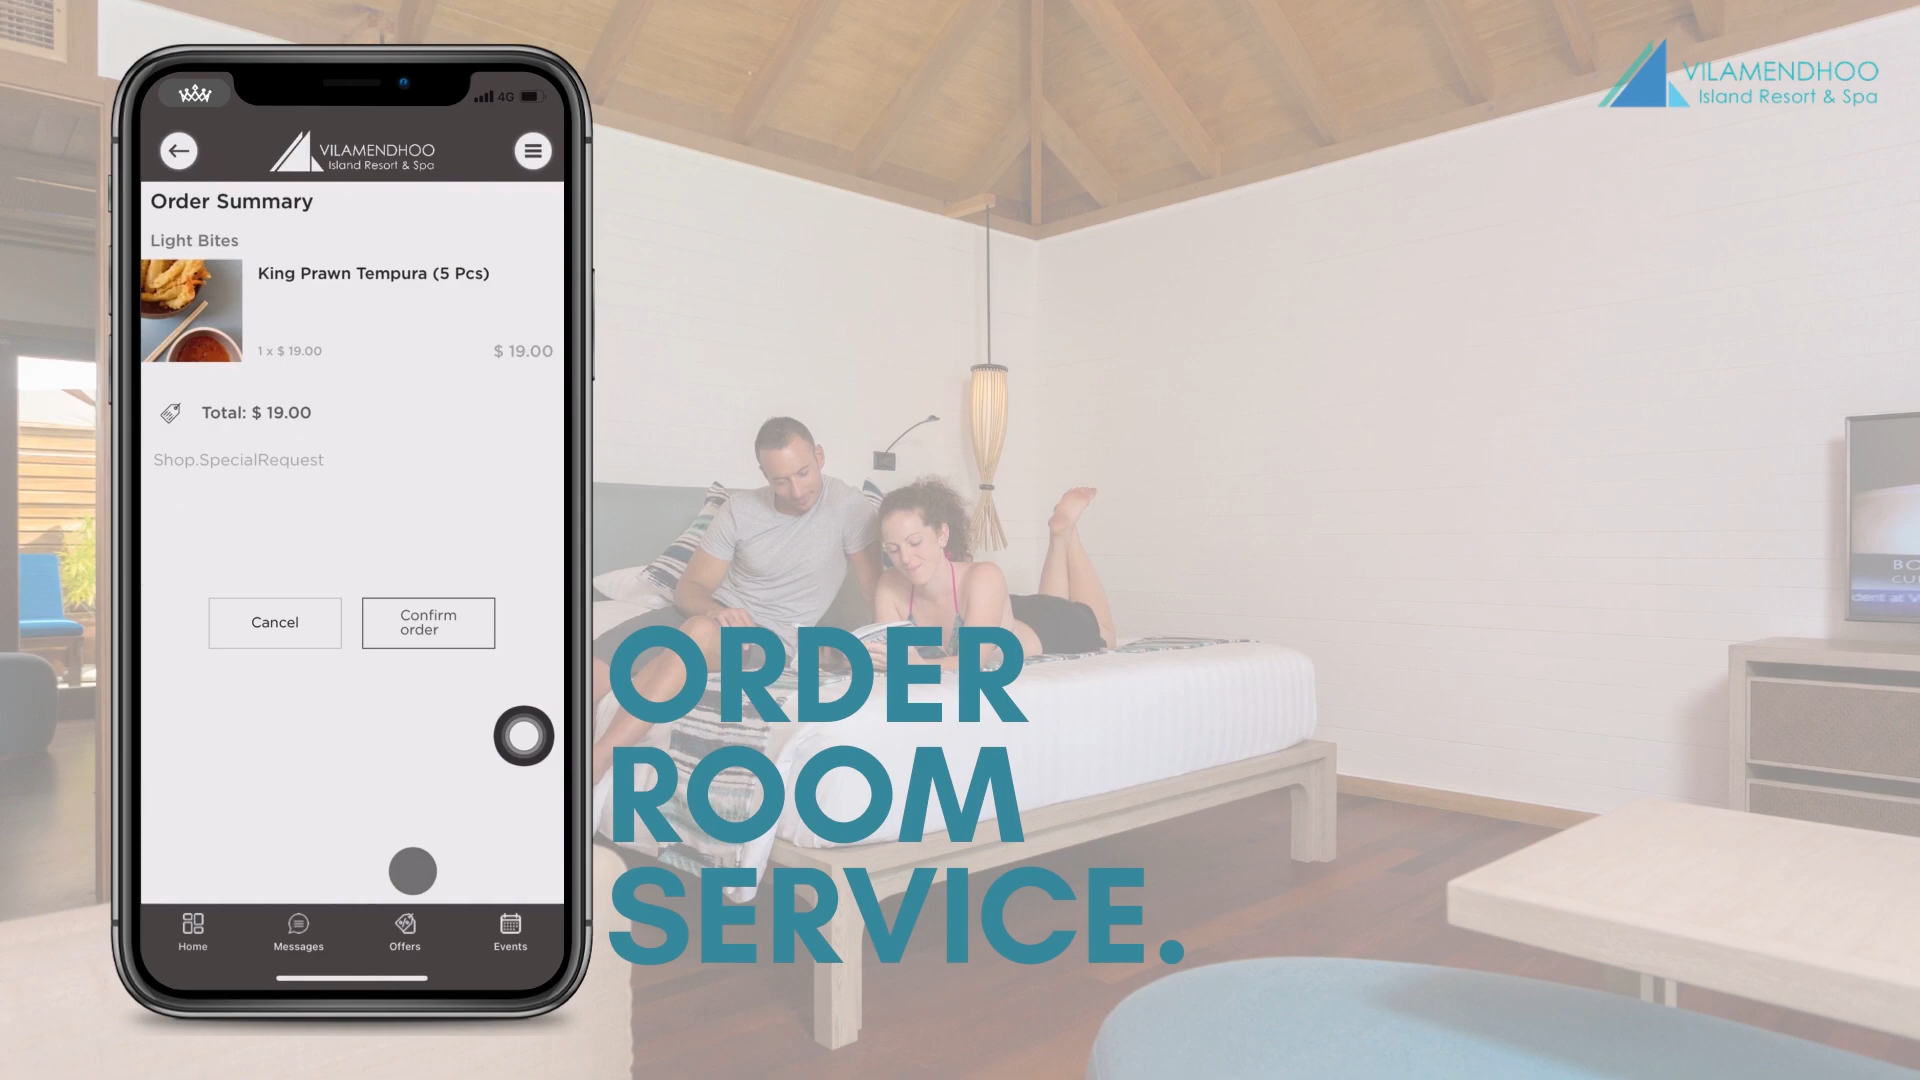 4G
VILAMENDHOO
Island Resort & Spa
Order Summary
Light Bites
King Prawn Tempura (5 Pcs)
1 x $ 19.00
$ 19.00
Total: $ 19.00
Shop.SpecialRequest
Cancel
Confirm
order
Home
Messages
Offers
Events
VILAMENDHOO
Island Resort & Spa
ORDER
ROOM
SERVICE.